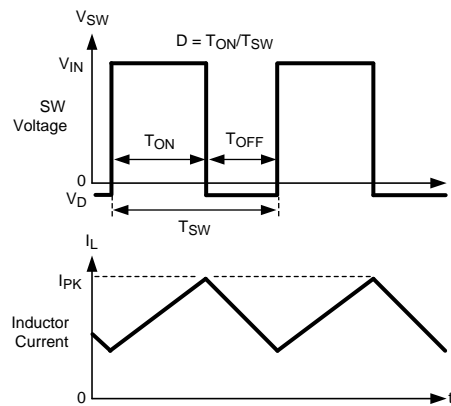 VSW
D = TON/TSW
VIN
SW
Voltage
TON
TOFF
0
VD
TSW
IL
IPK
Inductor
Current
0
t